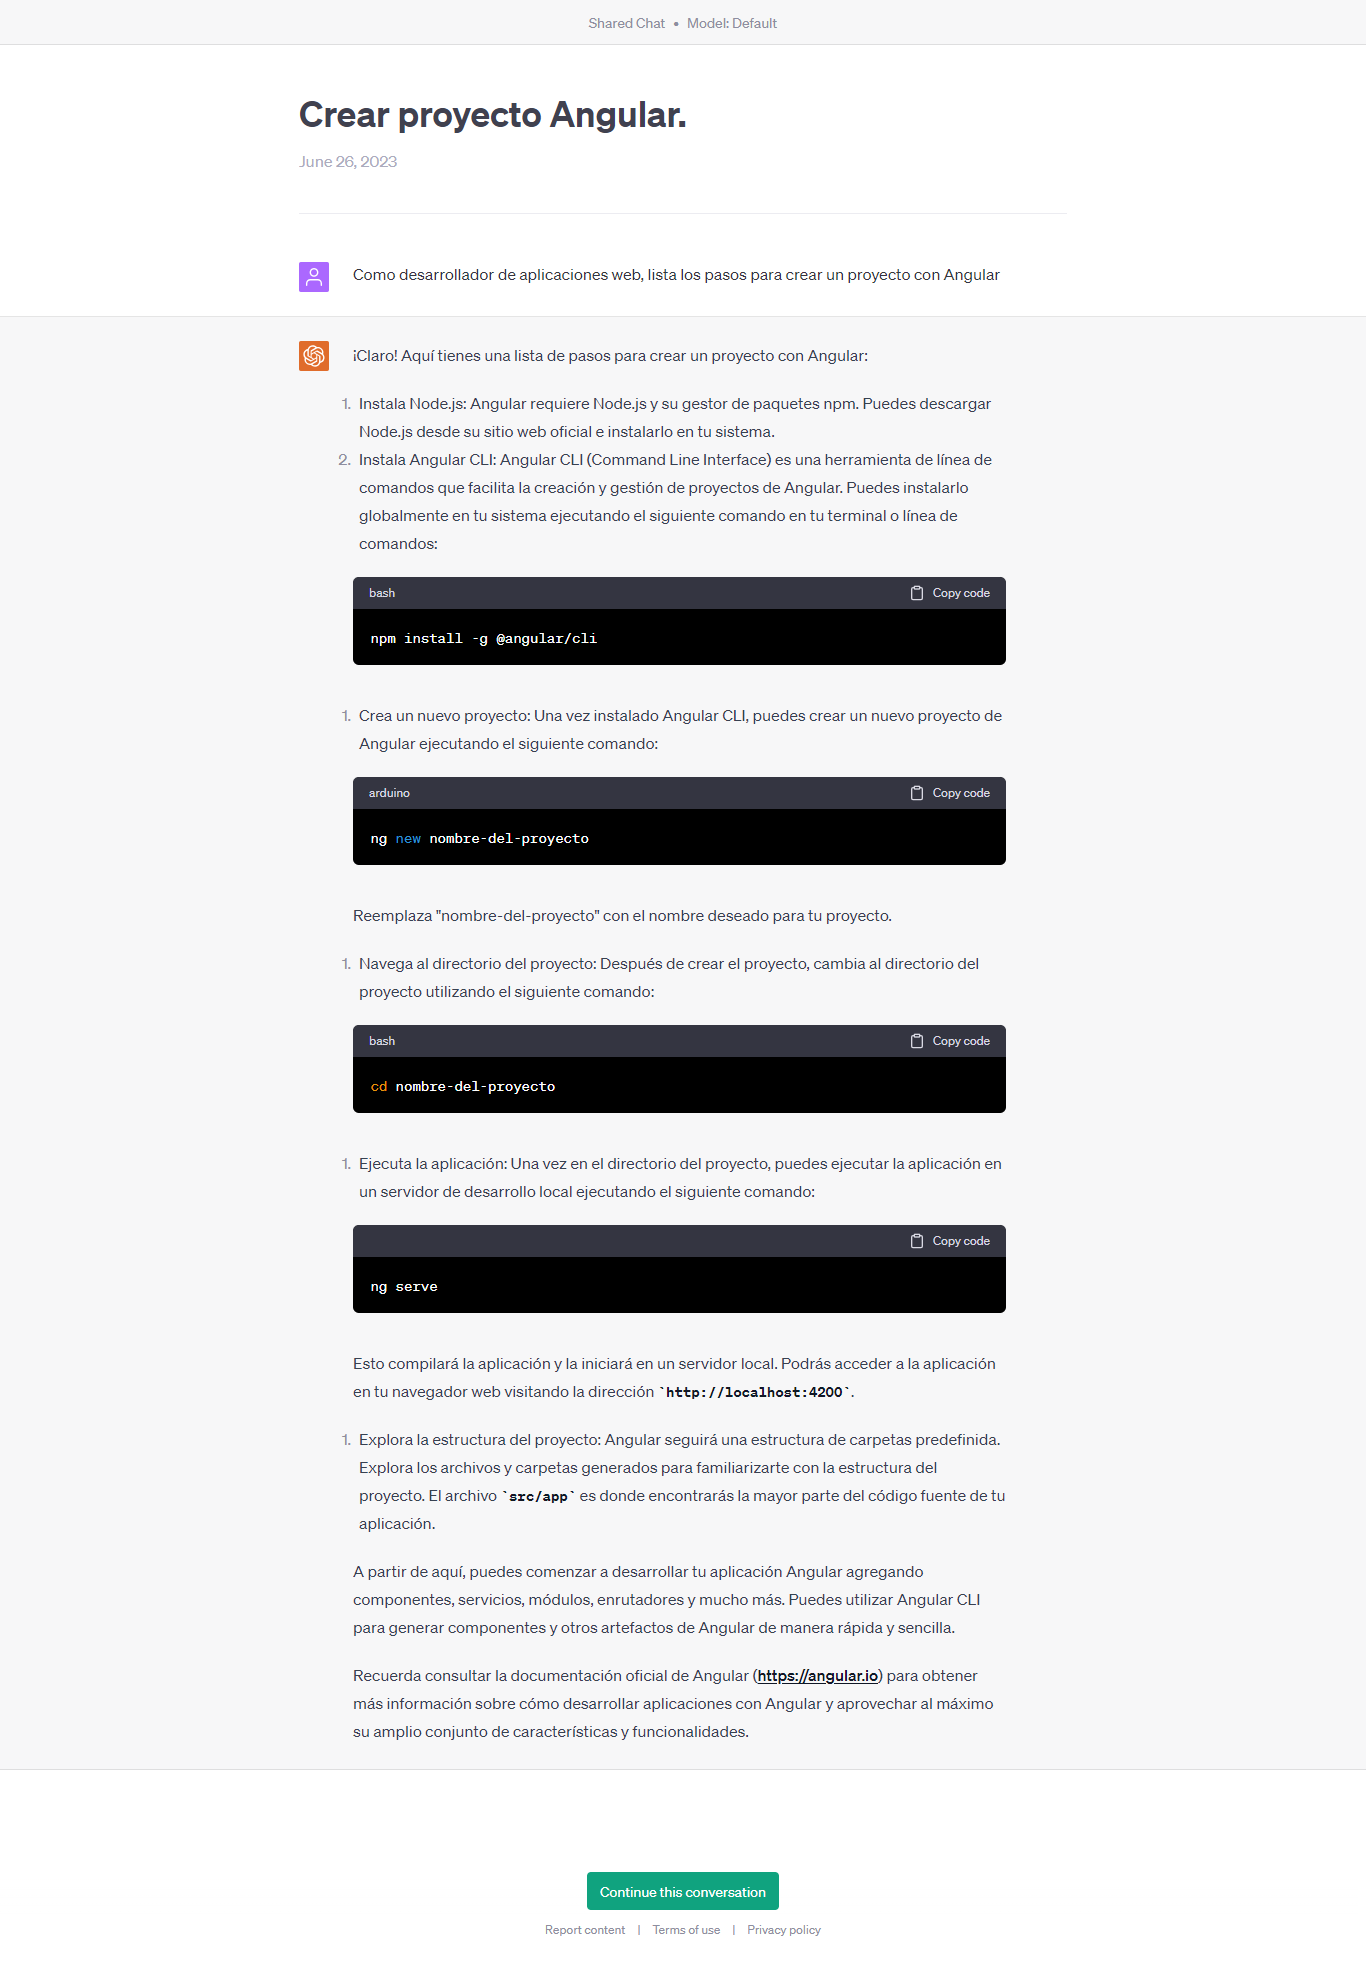 Shared Chat • Model: Default
Crear proyecto Angular.
June 26, 2023
Como desarrollador de aplicaciones web, lista los pasos para crear un proyecto con Angular
¡Claro! Aquí tienes una lista de pasos para crear un proyecto con Angular:
1. Instala Node.js: Angular requiere Node.js y su gestor de paquetes npm. Puedes descargar
Node.js desde su sitio web oficial e instalarlo en tu sistema.
2. Instala Angular CLI: Angular CLI (Command Line Interface) es una herramienta de línea de
comandos que facilita la creación y gestión de proyectos de Angular. Puedes instalarlo
globalmente en tu sistema ejecutando el siguiente comando en tu terminal o línea de
comandos:
bash Copy code
npm install -g @angular/cli
1. Crea un nuevo proyecto: Una vez instalado Angular CLI, puedes crear un nuevo proyecto de
Angular ejecutando el siguiente comando:
arduino Copy code
ng new nombre-del-proyecto
Reemplaza "nombre-del-proyecto" con el nombre deseado para tu proyecto.
1. Navega al directorio del proyecto: Después de crear el proyecto, cambia al directorio del
proyecto utilizando el siguiente comando:
bash Copy code
cd nombre-del-proyecto
1. Ejecuta la aplicación: Una vez en el directorio del proyecto, puedes ejecutar la aplicación en
un servidor de desarrollo local ejecutando el siguiente comando:
Copy code
ng serve
Esto compilará la aplicación y la iniciará en un servidor local. Podrás acceder a la aplicación
en tu navegador web visitando la dirección `http://localhost:4200`.
1. Explora la estructura del proyecto: Angular seguirá una estructura de carpetas predefinida.
Explora los archivos y carpetas generados para familiarizarte con la estructura del
proyecto. El archivo `src/app` es donde encontrarás la mayor parte del código fuente de tu
aplicación.
A partir de aquí, puedes comenzar a desarrollar tu aplicación Angular agregando
componentes, servicios, módulos, enrutadores y mucho más. Puedes utilizar Angular CLI
para generar componentes y otros artefactos de Angular de manera rápida y sencilla.
Recuerda consultar la documentación oficial de Angular (https://angular.io) para obtener
más información sobre cómo desarrollar aplicaciones con Angular y aprovechar al máximo
su amplio conjunto de características y funcionalidades.
Continue this conversation
Report content | Terms of use | Privacy policy